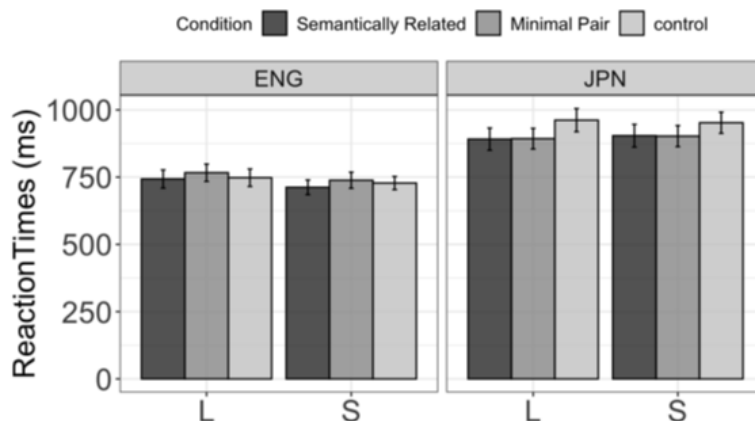 Condition Semantically Related Minimal Pair control
ENG JPN
ReactionTimes (ms)
1000
750
500
250
0
L S L S